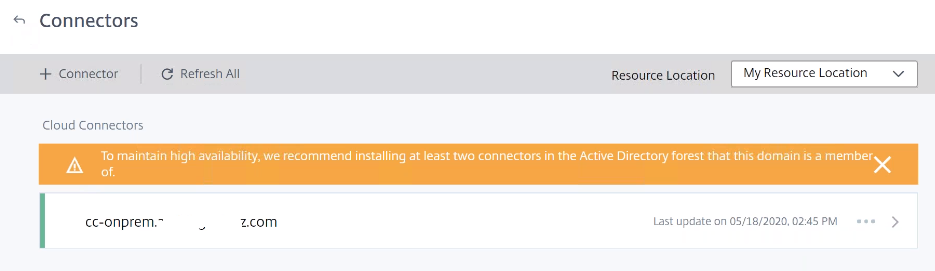 Connectors
+ Connector
Refresh All
Resource Location
My Resource Location
Cloud Connectors
To maintain high availability, we recommend installing at least two connectors in the Active Directory forest that this domain is a member
of.
cc-onprem. z.com
Last update on 05/18/2020, 02:45 PM